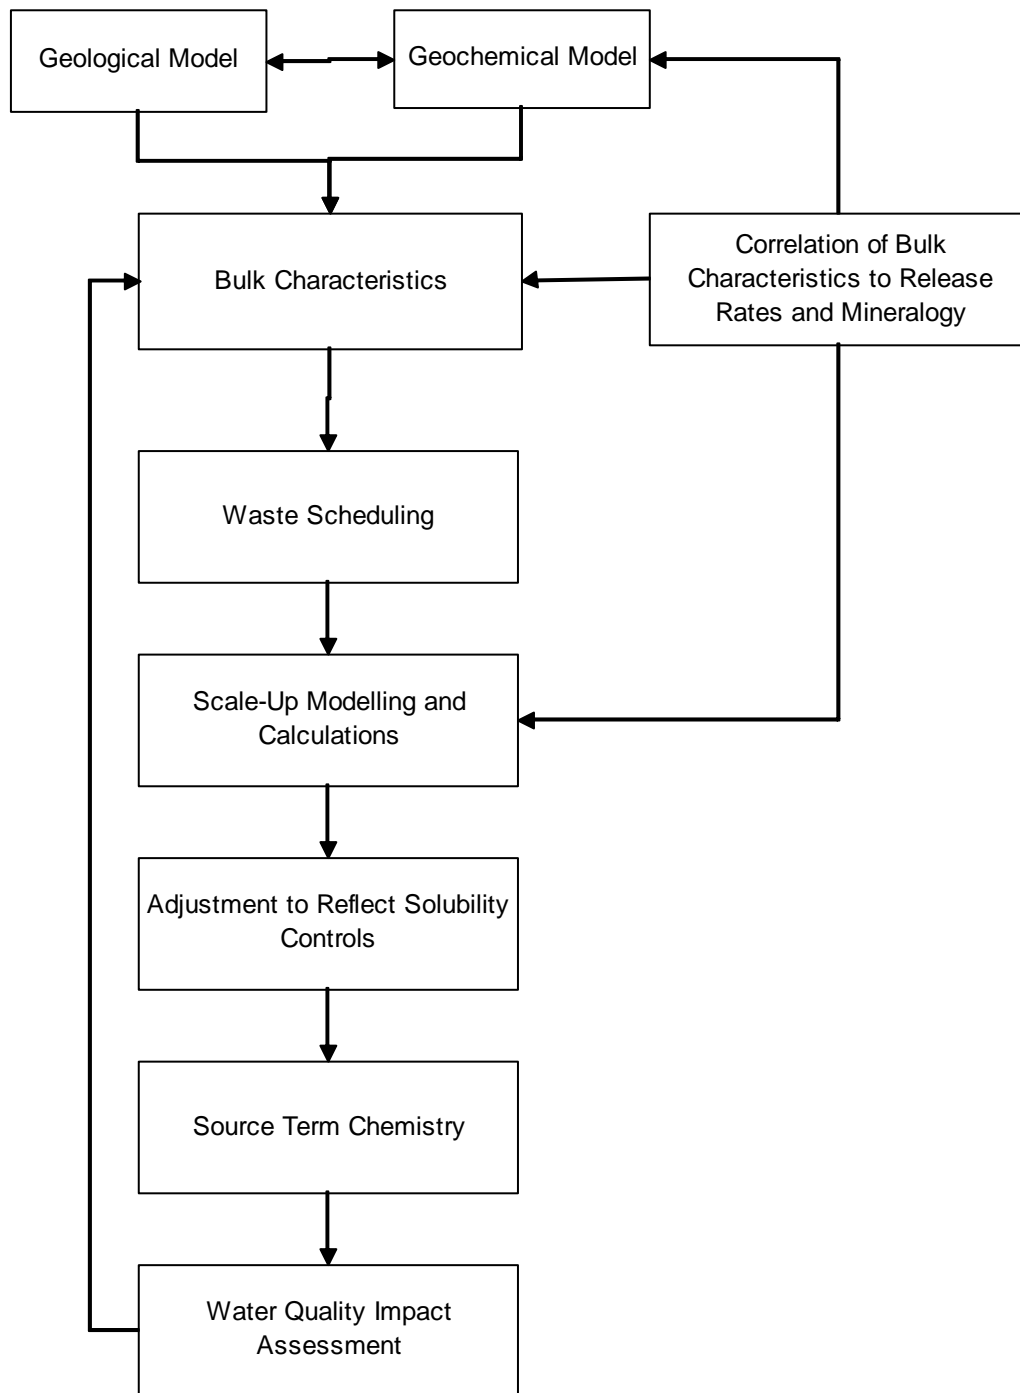 Geological Model
Geochemical Model
Bulk Characteristics
Correlation of Bulk
Characteristics to Release
Rates and Mineralogy
Waste Scheduling
Scale-Up Modelling and
Calculations
Adjustment to Reflect Solubility
Controls
Source Term Chemistry
Water Quality Impact
Assessment